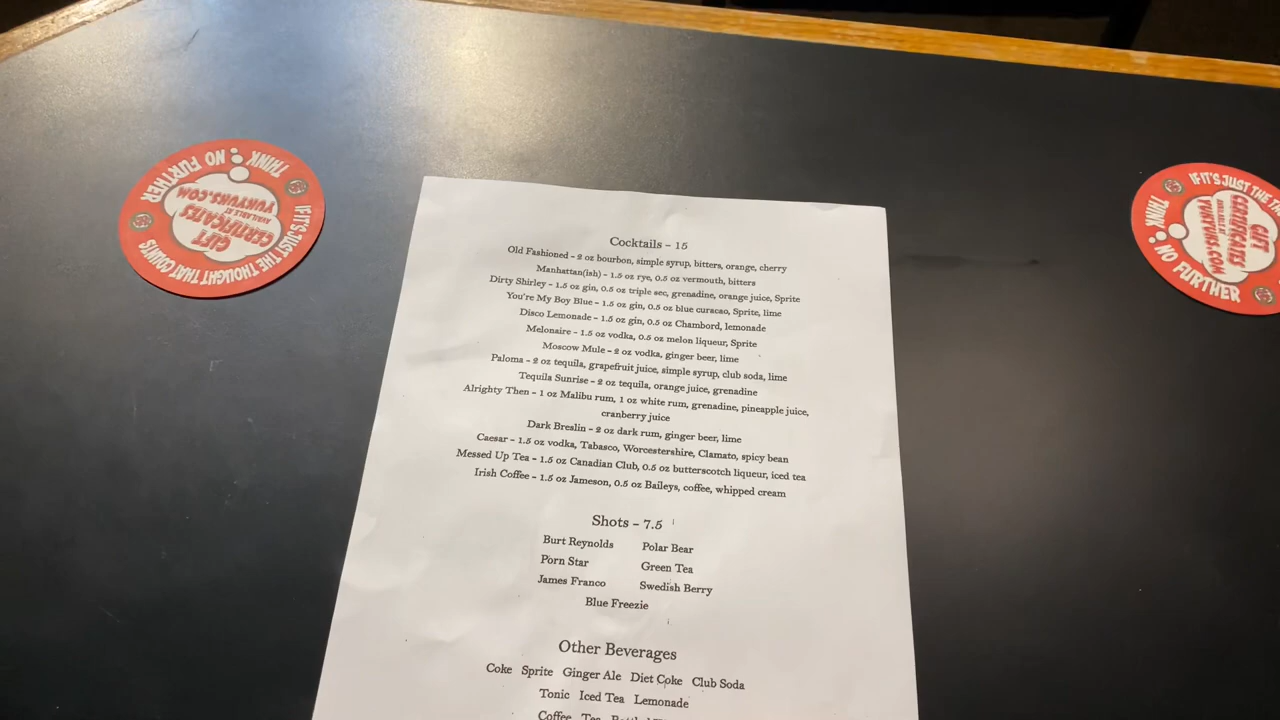 IF IT'S JUST THE THOUGHT THAT COUNTS
THINK NO FURTHER
GIFT
CERTIFICATES
AVAILABLE AT
YUKYUKS.COM
IF IT'S JUST THE
THINK NO FURTHER
GIFT
CERTIFICATES
AVAILABLE AT
YUKYUKS.COM
Cocktails - 15
Old Fashioned - 2 oz bourbon, simple syrup, bitters, orange, cherry
Manhattan(ish) - 1.5 oz rye, 0.5 oz vermouth, bitters
Dirty Shirley - 1.5 oz gin, 0.5 oz triple sec, grenadine, orange juice, Sprite
You're My Boy Blue - 1.5 oz gin, 0.5 oz blue curacao, Sprite, lime
Disco Lemonade - 1.5 oz gin, 0.5 oz Chambord, lemonade
Melonaire - 1.5 oz vodka, 0.5 oz melon liqueur, Sprite
Moscow Mule - 2 oz vodka, ginger beer, lime
Paloma - 2 oz tequila, grapefruit juice, simple syrup, club soda, lime
Tequila Sunrise - 2 oz tequila, orange juice, grenadine
Alrighty Then - 1 oz Malibu rum, 1 oz white rum, grenadine, pineapple juice,
cranberry juice
Dark Breslin - 2 oz dark rum, ginger beer, lime
Caesar - 1.5 oz vodka, Tabasco, Worcestershire, Clamato, spicy bean
Messed Up Tea - 1.5 oz Canadian Club, 0.5 oz butterscotch liqueur, iced tea
Irish Coffee - 1.5 oz Jameson, 0.5 oz Baileys, coffee, whipped cream
Shots - 7.5
Burt Reynolds Polar Bear
Porn Star Green Tea
James Franco Swedish Berry
Blue Freezie
Other Beverages
Coke Sprite Ginger Ale Diet Coke Club Soda
Tonic Iced Tea Lemonade
Coffee Tea